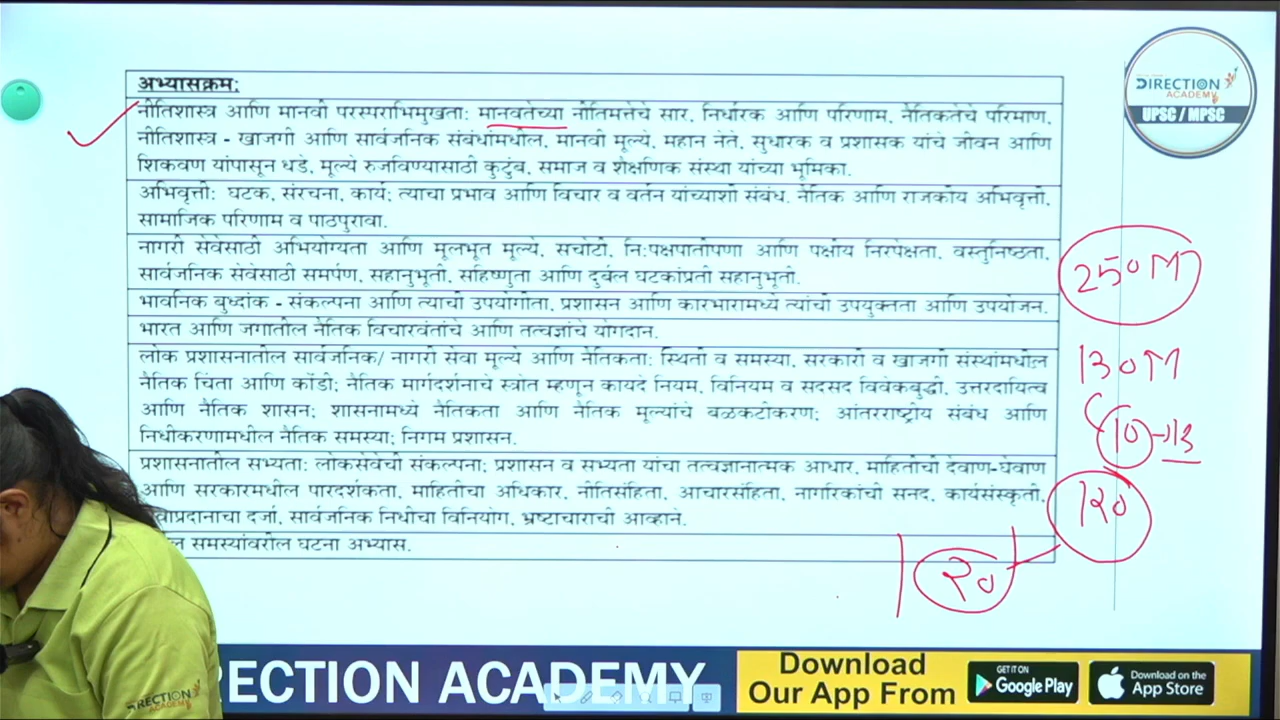 अभ्यासक्रम:
नीतिशास्त्र आणि मानवी परस्पराभिमुखता: मानवतेच्या नीतिमत्तेचे सार, निर्धारक आणि परिणाम, नैतिकतेचे परिमाण,
नीतिशास्त्र - खाजगी आणि सार्वजनिक संबंधांमधील, मानवी मूल्ये, महान नेते, सुधारक व प्रशासक यांचे जीवन आणि
शिकवण यांपासून धडे, मूल्ये रुजविण्यासाठी कुटुंब, समाज व शैक्षणिक संस्था यांच्या भूमिका.
अभिवृत्ती: घटक, संरचना, कार्य; त्याचा प्रभाव आणि विचार व वर्तन यांच्याशी संबंध, नैतिक आणि राजकीय अभिवृत्ती,
सामाजिक परिणाम व पाठपुरावा.
नागरी सेवेसाठी अभियोग्यता आणि मूलभूत मूल्ये, सचोटी, नि:पक्षपातीपणा आणि पक्षीय निरपेक्षता, वस्तुनिष्ठता,
सार्वजनिक सेवेसाठी समर्पण, सहानुभूती, सहिष्णुता आणि दुर्बल घटकांप्रती सहानुभूती.
भावनिक बुध्दांक - संकल्पना आणि त्याची उपयोगीता, प्रशासन आणि कारभारामध्ये त्यांची उपयुक्तता आणि उपयोजन.
भारत आणि जगातील नैतिक विचारवंतांचे आणि तत्वज्ञांचे योगदान.
लोक प्रशासनातील सार्वजनिक/ नागरी सेवा मूल्ये आणि नैतिकता: स्थिती व समस्या, सरकारी व खाजगी संस्थांमधील
नैतिक चिंता आणि कोंडी; नैतिक मार्गदर्शनाचे स्त्रोत म्हणून कायदे नियम, विनियम व सदसद विवेकबुद्धी, उत्तरदायित्व
आणि नैतिक शासन; शासनामध्ये नैतिकता आणि नैतिक मूल्यांचे बळकटीकरण; आंतरराष्ट्रीय संबंध आणि
निधीकरणामधील नैतिक समस्या; निगम प्रशासन.
प्रशासनातील सभ्यता: लोकसेवेची संकल्पना; प्रशासन व सभ्यता यांचा तत्वज्ञानात्मक आधार, माहितीची देवाण-घेवाण
आणि सरकारमधील पारदर्शकता, माहितीचा अधिकार, नीतिसंहिता, आचारसंहिता, नागरिकांची सनद, कार्यसंस्कृती,
वाप्रदानाचा दर्जा, सार्वजनिक निधीचा विनियोग, भ्रष्टाचाराची आव्हाने.
ल समस्यांवरील घटना अभ्यास.
250M
130M
10 → 13
120
20
DIRECTION
ACADEMY
UPSC / MPSC
RECTION ACADEMY
Download
Our App From
GET IT ON
Google Play
Download on the
App Store
DIRECTION
ACADEMY